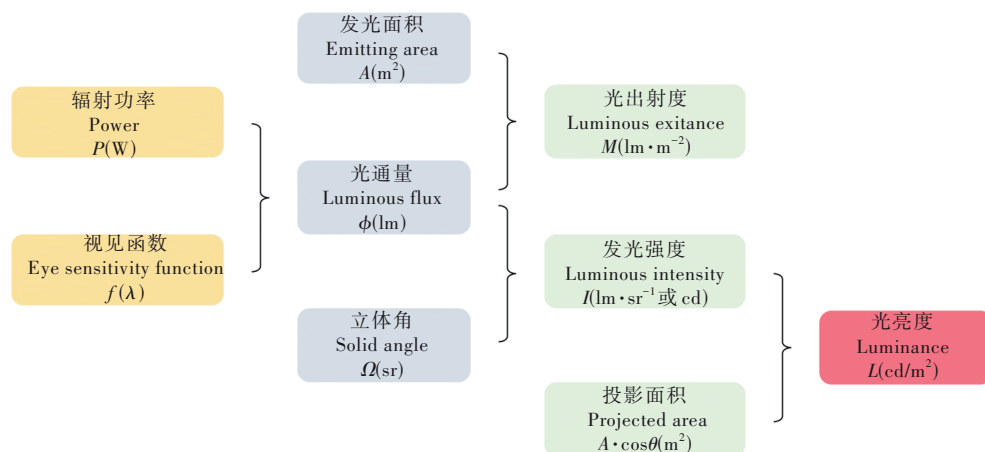 发光面积
Emitting area
A(m²)
辐射功率
Power
P(W)
光出射度
Luminous exitance
M(lm·m⁻²)
光通量
Luminous flux
ϕ(lm)
视见函数
Eye sensitivity function
f(λ)
发光强度
Luminous intensity
I(lm·sr⁻¹或 cd)
立体角
Solid angle
Ω(sr)
光亮度
Luminance
L(cd/m²)
投影面积
Projected area
A·cosθ(m²)